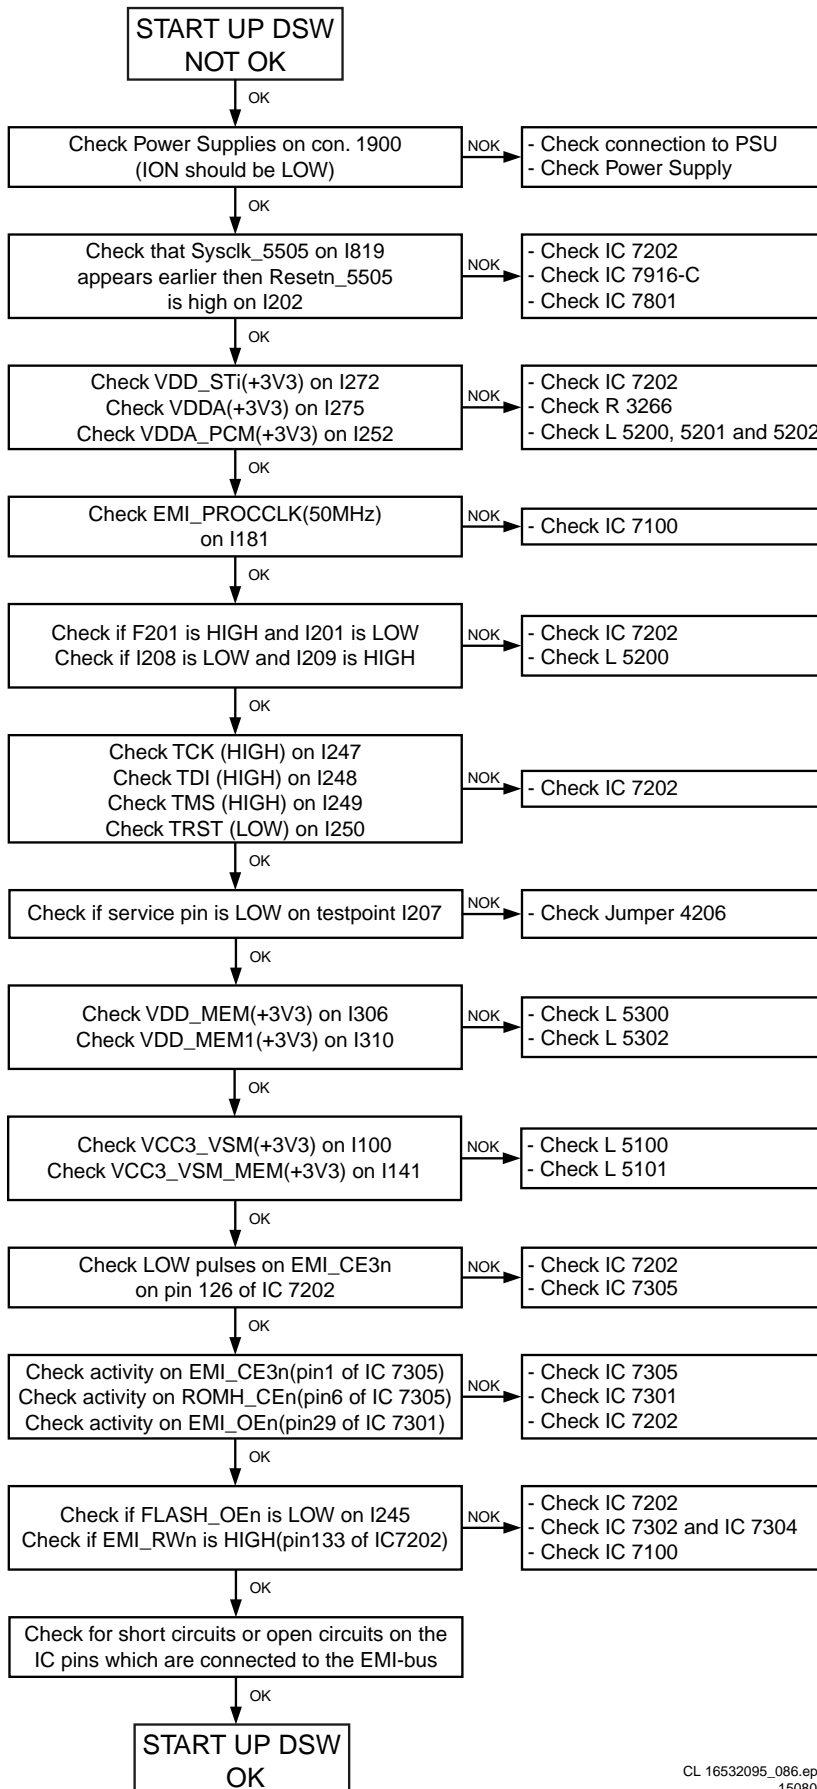 START UP DSW
NOT OK
OK
Check Power Supplies on con. 1900
(ION should be LOW)
NOK
- Check connection to PSU
- Check Power Supply
OK
Check that Sysclk_5505 on I819
appears earlier then Resetn_5505
is high on I202
NOK
- Check IC 7202
- Check IC 7916-C
- Check IC 7801
OK
Check VDD_STi(+3V3) on I272
Check VDDA(+3V3) on I275
Check VDDA_PCM(+3V3) on I252
NOK
- Check IC 7202
- Check R 3266
- Check L 5200, 5201 and 5202
OK
Check EMI_PROCCLK(50MHz)
on I181
NOK
- Check IC 7100
OK
Check if F201 is HIGH and I201 is LOW
Check if I208 is LOW and I209 is HIGH
NOK
- Check IC 7202
- Check L 5200
OK
Check TCK (HIGH) on I247
Check TDI (HIGH) on I248
Check TMS (HIGH) on I249
Check TRST (LOW) on I250
NOK
- Check IC 7202
OK
Check if service pin is LOW on testpoint I207
NOK
- Check Jumper 4206
OK
Check VDD_MEM(+3V3) on I306
Check VDD_MEM1(+3V3) on I310
NOK
- Check L 5300
- Check L 5302
OK
Check VCC3_VSM(+3V3) on I100
Check VCC3_VSM_MEM(+3V3) on I141
NOK
- Check L 5100
- Check L 5101
OK
Check LOW pulses on EMI_CE3n
on pin 126 of IC 7202
NOK
- Check IC 7202
- Check IC 7305
OK
Check activity on EMI_CE3n(pin1 of IC 7305)
Check activity on ROMH_CEn(pin6 of IC 7305)
Check activity on EMI_OEn(pin29 of IC 7301)
NOK
- Check IC 7305
- Check IC 7301
- Check IC 7202
OK
Check if FLASH_OEn is LOW on I245
Check if EMI_RWn is HIGH(pin133 of IC7202)
NOK
- Check IC 7202
- Check IC 7302 and IC 7304
- Check IC 7100
OK
Check for short circuits or open circuits on the
IC pins which are connected to the EMI-bus
OK
START UP DSW
OK
CL 16532095_086.ep
15080